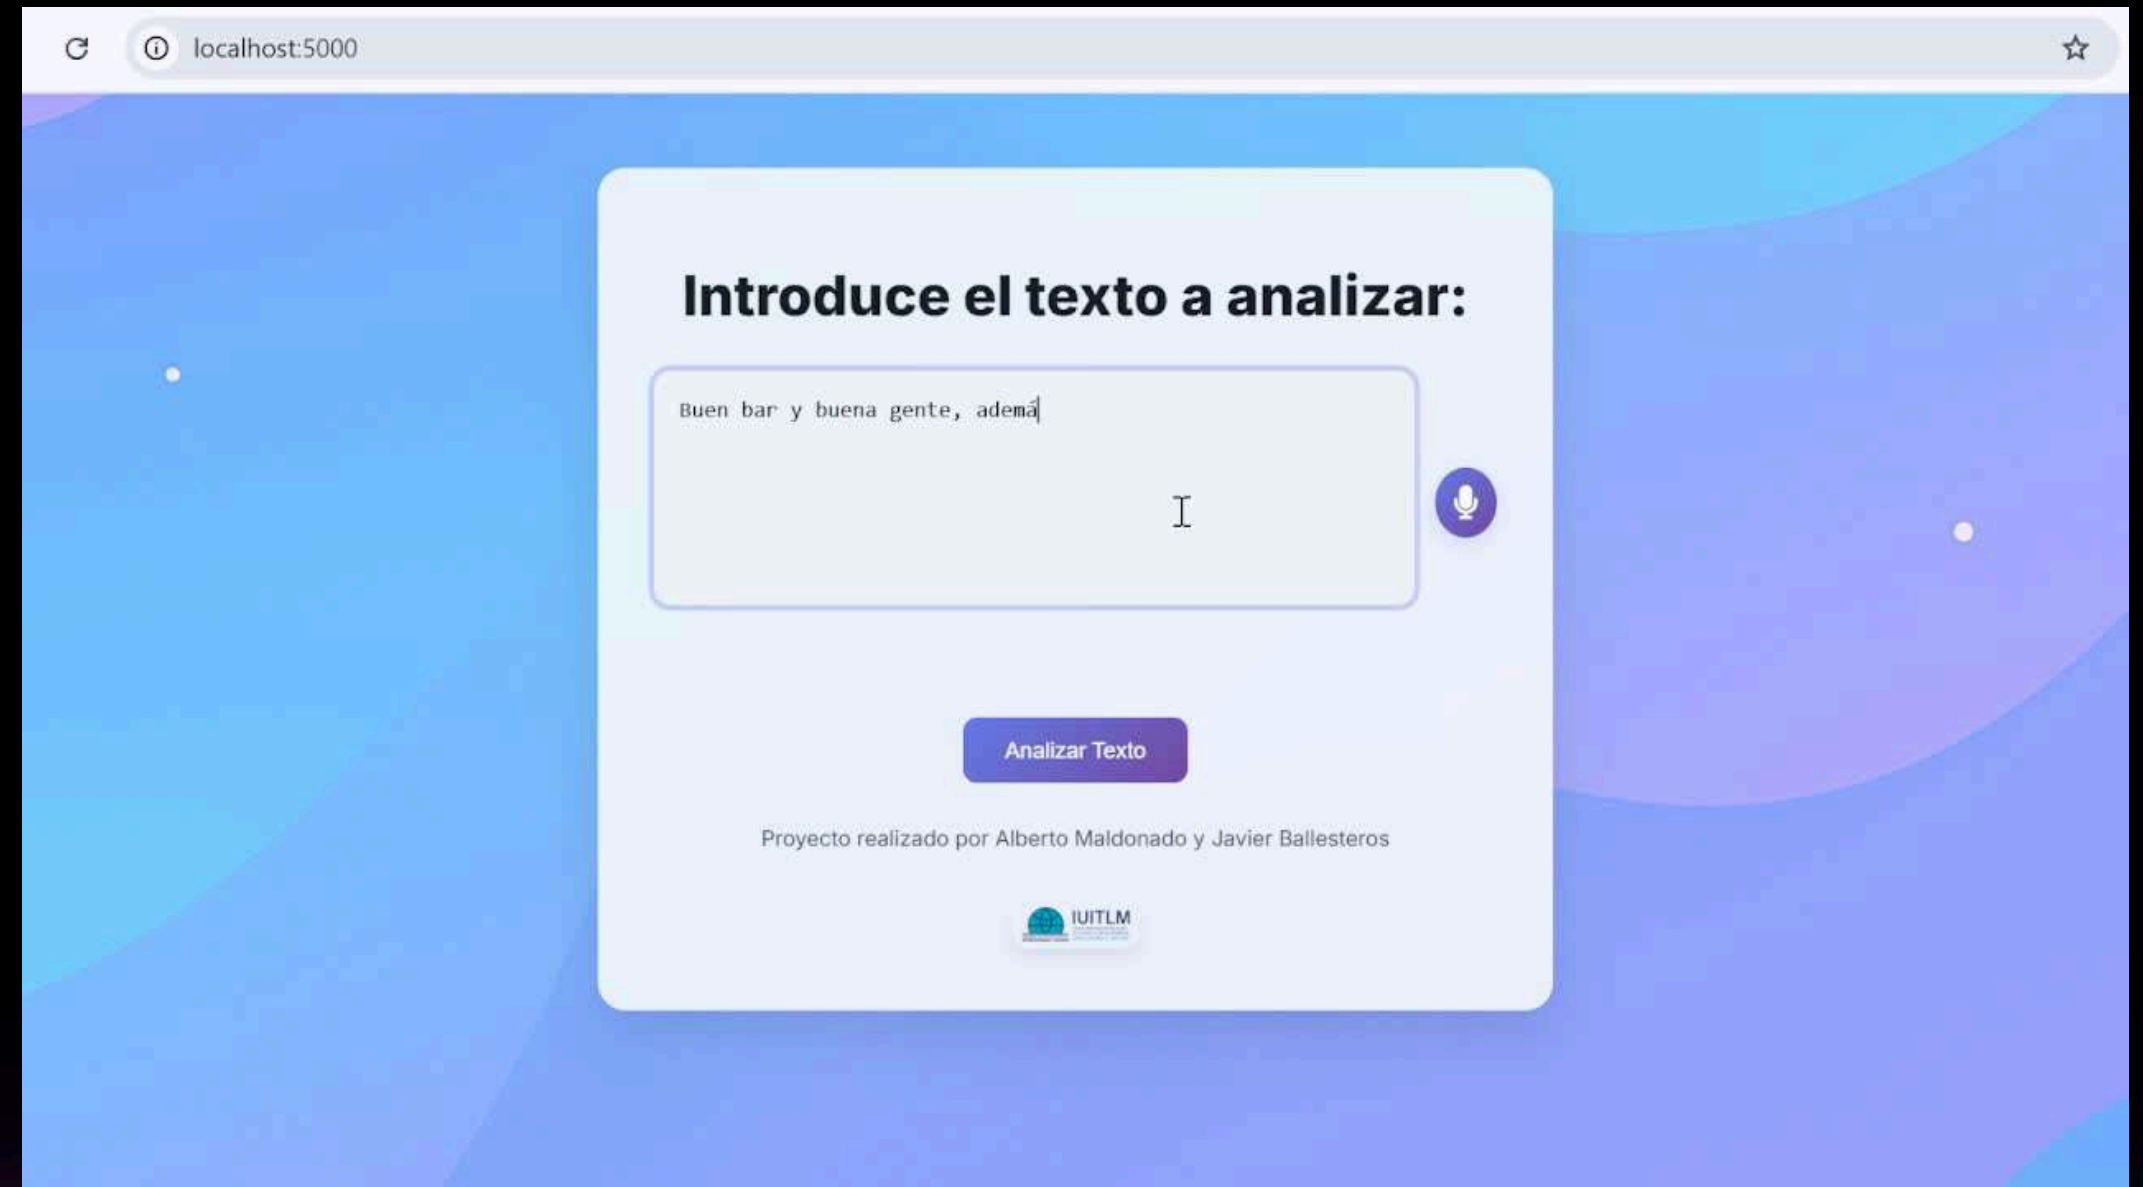 localhost:5000
Introduce el texto a analizar:
Buen bar y buena gente, ademá
Analizar Texto
Proyecto realizado por Alberto Maldonado y Javier Ballesteros
IUITLM